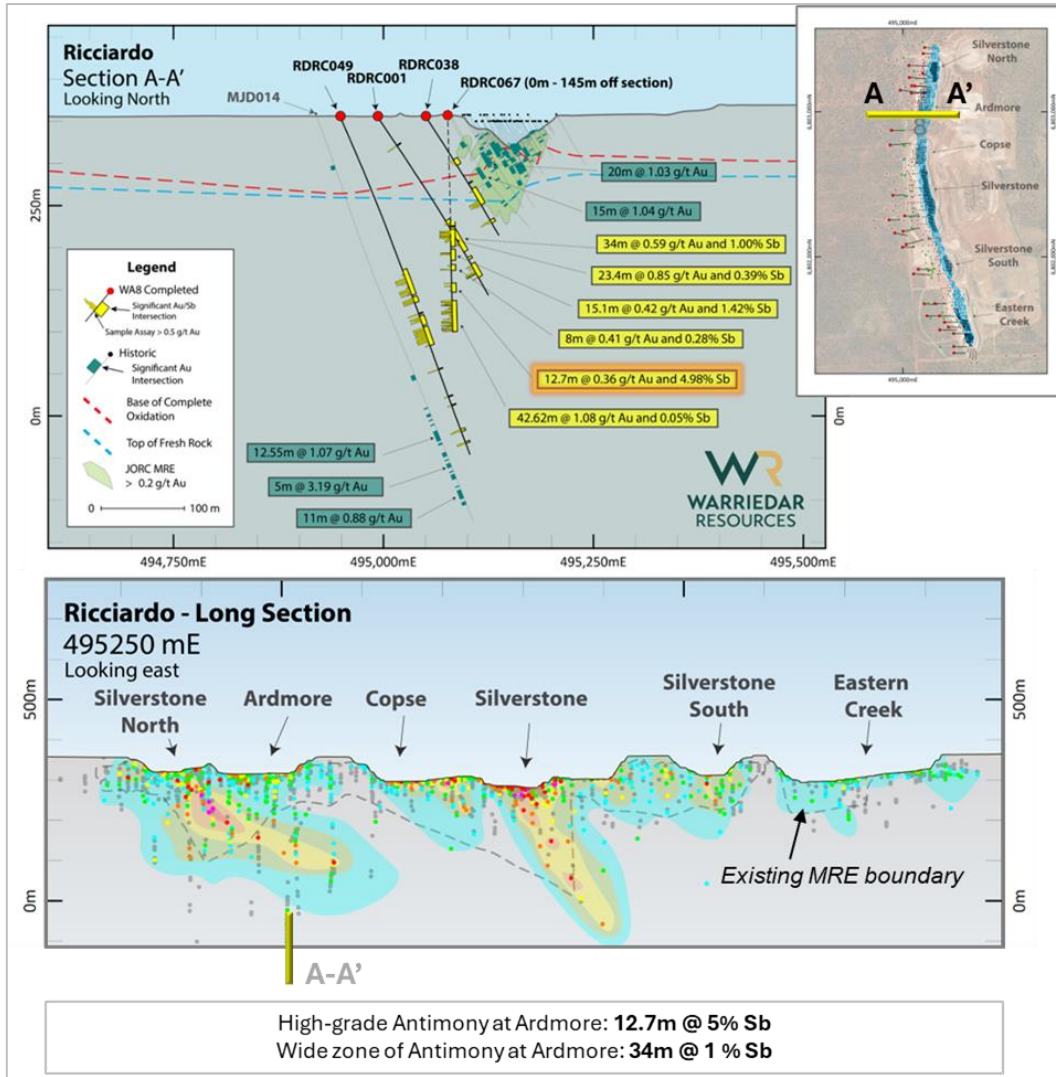 Ricciardo
Section A-A'
Looking North
MJD014
RDRC049
RDRC001
RDRC038
RDRC067 (0m - 145m off section)
250m
0m
0m
20m @ 1.03 g/t Au
15m @ 1.04 g/t Au
34m @ 0.59 g/t Au and 1.00% Sb
23.4m @ 0.85 g/t Au and 0.39% Sb
15.1m @ 0.42 g/t Au and 1.42% Sb
8m @ 0.41 g/t Au and 0.28% Sb
12.7m @ 0.36 g/t Au and 4.98% Sb
42.62m @ 1.08 g/t Au and 0.05% Sb
12.55m @ 1.07 g/t Au
5m @ 3.19 g/t Au
11m @ 0.88 g/t Au
Legend
WA8 Completed
Significant Au/Sb
Intersection
Sample Assay > 0.5 g/t Au
Historic
Significant Au
Intersection
Base of Complete
Oxidation
Top of Fresh Rock
JORC MRE
> 0.2 g/t Au
0 100 m
WR
WARRIEDAR
RESOURCES
494,750mE
495,000mE
495,250mE
495,500mE
495,000mE
6,803,000mN
6,802,000mN
495,000mE
A
A'
Silverstone
North
Ardmore
Copse
Silverstone
Silverstone
South
Eastern
Creek
Ricciardo - Long Section
495250 mE
Looking east
500m
0m
500m
0m
Silverstone
North
Ardmore
Copse
Silverstone
Silverstone
South
Eastern
Creek
Existing MRE boundary
A-A'
High-grade Antimony at Ardmore: 12.7m @ 5% Sb
Wide zone of Antimony at Ardmore: 34m @ 1 % Sb